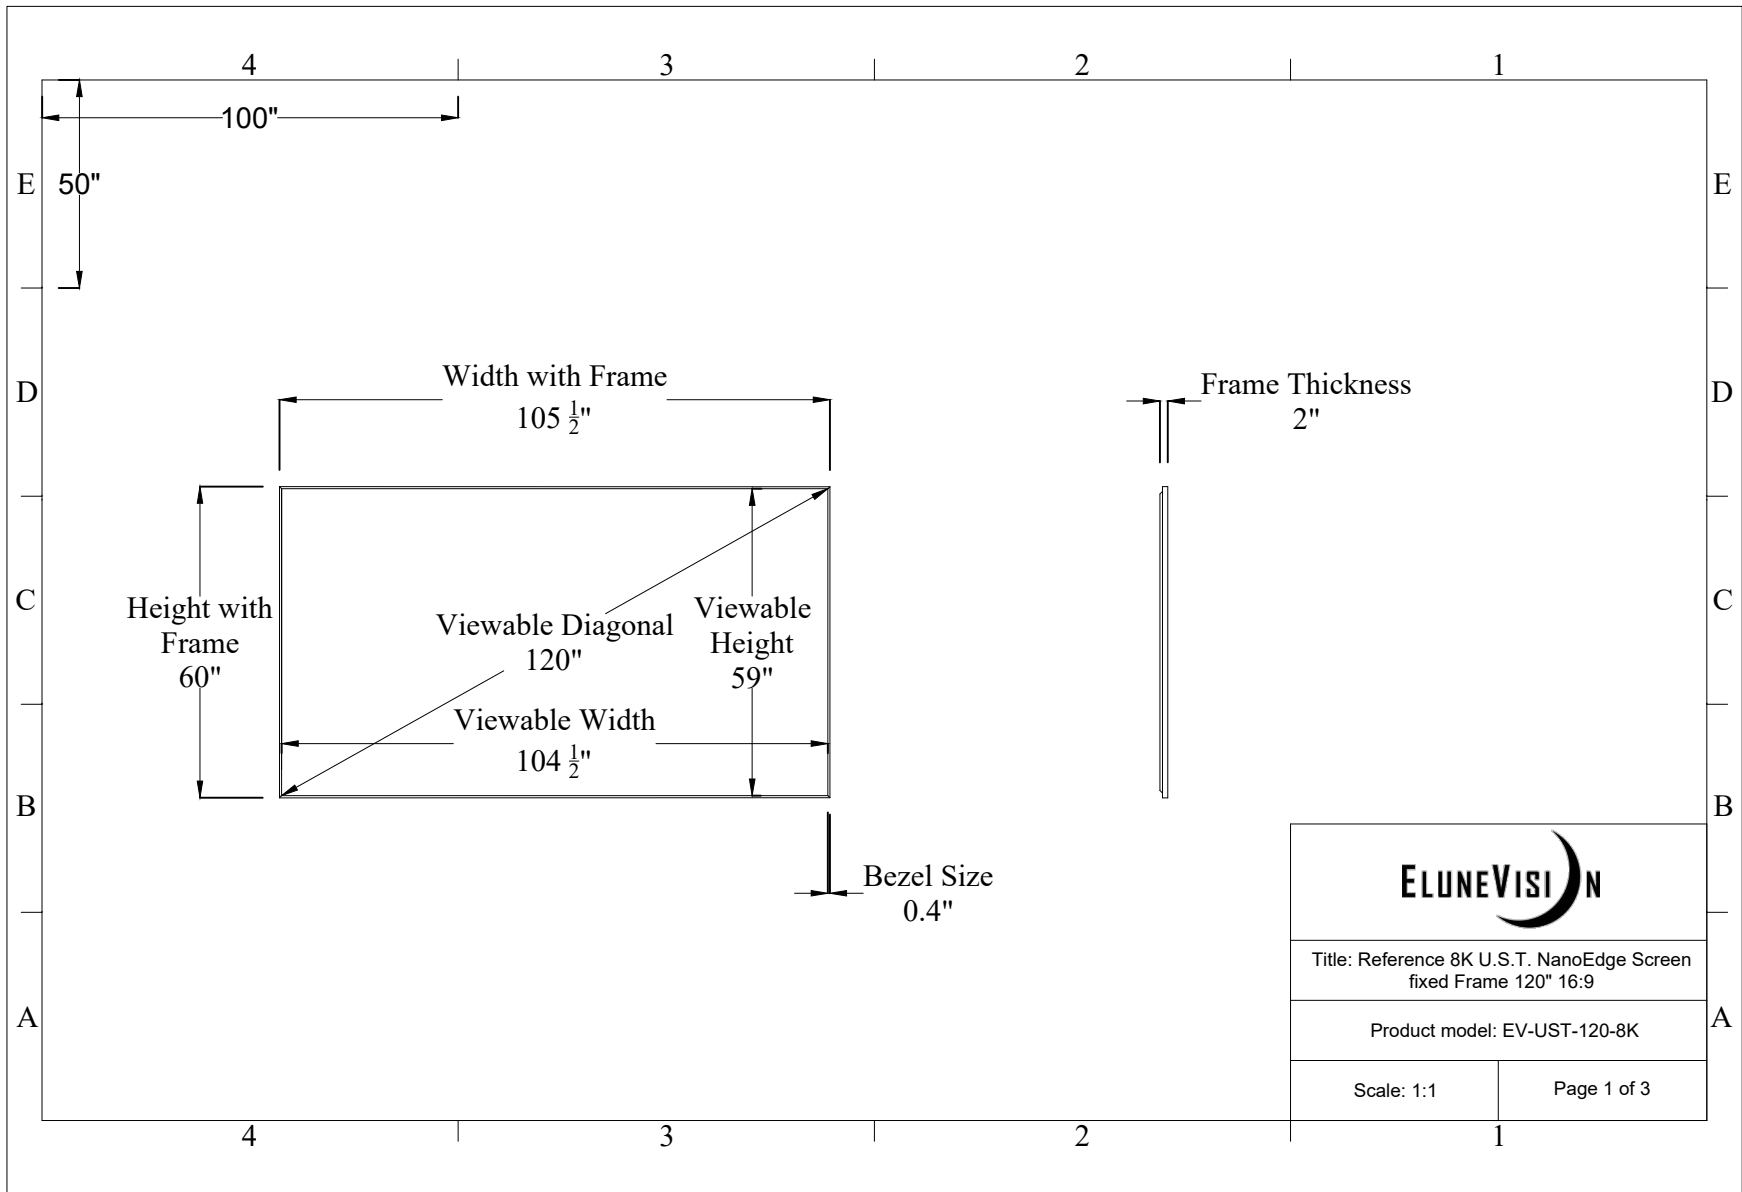 4 3 2 1
100"
E 50" E
Width with Frame
105 1/2"
Frame Thickness
2"
D D
Height with
Frame
60"
Viewable Diagonal
120"
Viewable
Height
59"
C C
Viewable Width
104 1/2"
B B
Bezel Size
0.4"
ELUNEVISION
Title: Reference 8K U.S.T. NanoEdge Screen
fixed Frame 120" 16:9
Product model: EV-UST-120-8K
A A
Scale: 1:1
Page 1 of 3
4 3 2 1